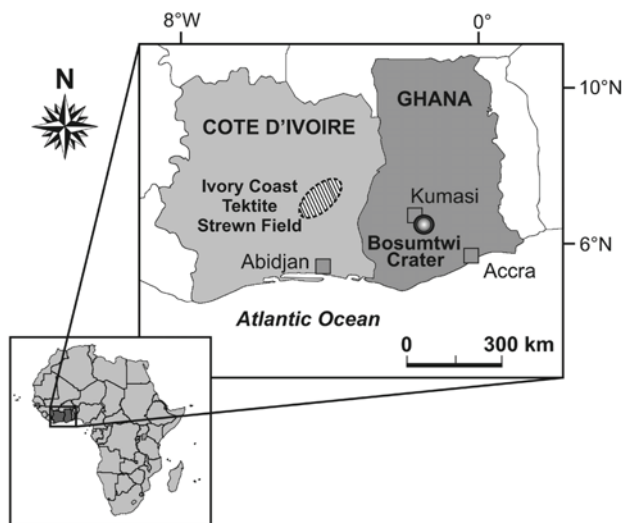 8°W
0°
N
10°N
GHANA
COTE D'IVOIRE
Ivory Coast
Tektite
Strewn Field
Kumasi
Bosumtwi
Crater
6°N
Abidjan
Accra
Atlantic Ocean
0
300 km